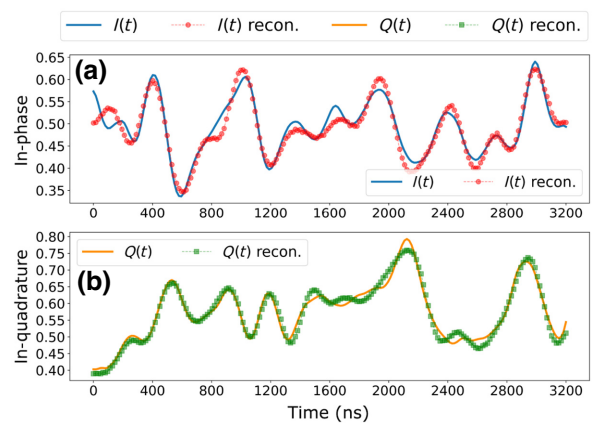 I(t) I(t) recon. Q(t) Q(t) recon.
(a)
In-phase
0.65
0.60
0.55
0.50
0.45
0.40
0.35
I(t) I(t) recon.
0 400 800 1200 1600 2000 2400 2800 3200
(b)
In-quadrature
0.80
0.75
0.70
0.65
0.60
0.55
0.50
0.45
0.40
Q(t) Q(t) recon.
0 400 800 1200 1600 2000 2400 2800 3200
Time (ns)